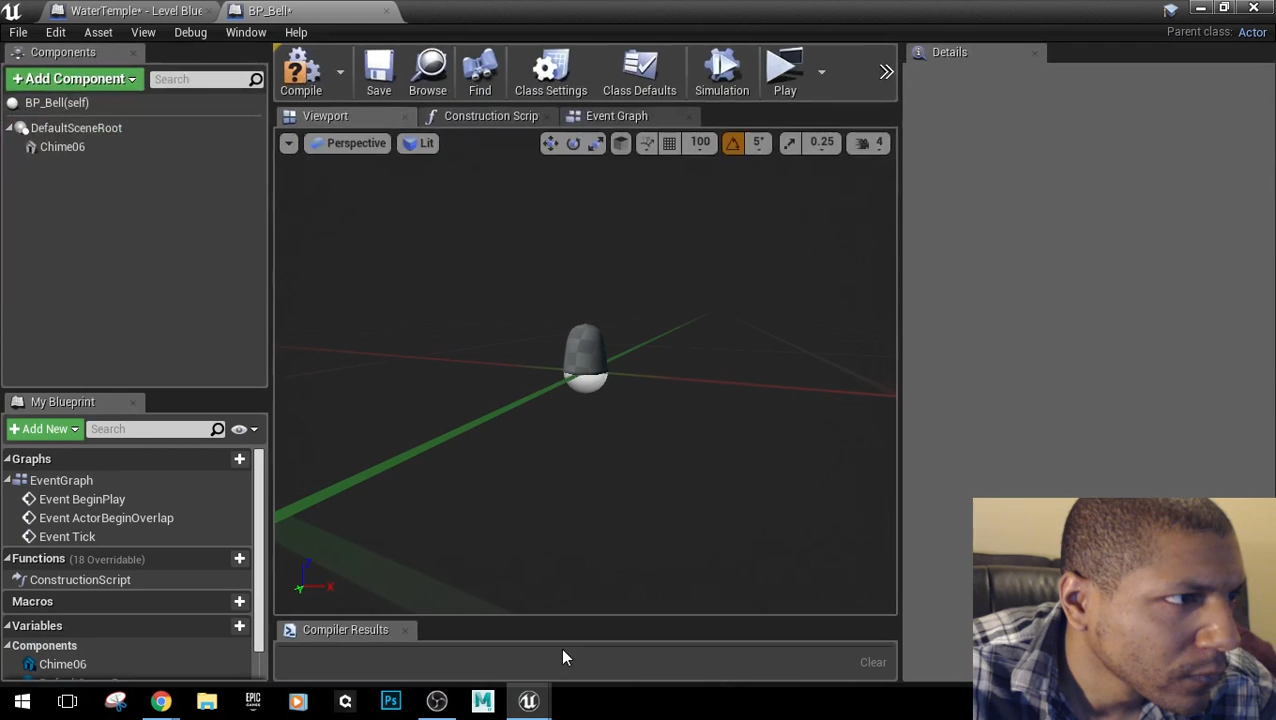 WaterTemple* - Level Blue
BP_Bell*
File Edit Asset View Debug Window Help
Parent class: Actor
Components
Add Component
Search
BP_Bell(self)
DefaultSceneRoot
Chime06
Compile
Save
Browse
Find
Class Settings
Class Defaults
Simulation
Play
Details
Viewport
Construction Scrip
Event Graph
Perspective
Lit
100
5°
0.25
4
X
My Blueprint
Add New
Search
Graphs
EventGraph
Event BeginPlay
Event ActorBeginOverlap
Event Tick
Functions (18 Overridable)
ConstructionScript
Macros
Variables
Components
Chime06
Compiler Results
Clear
EPIC
GAMES
Ps
M